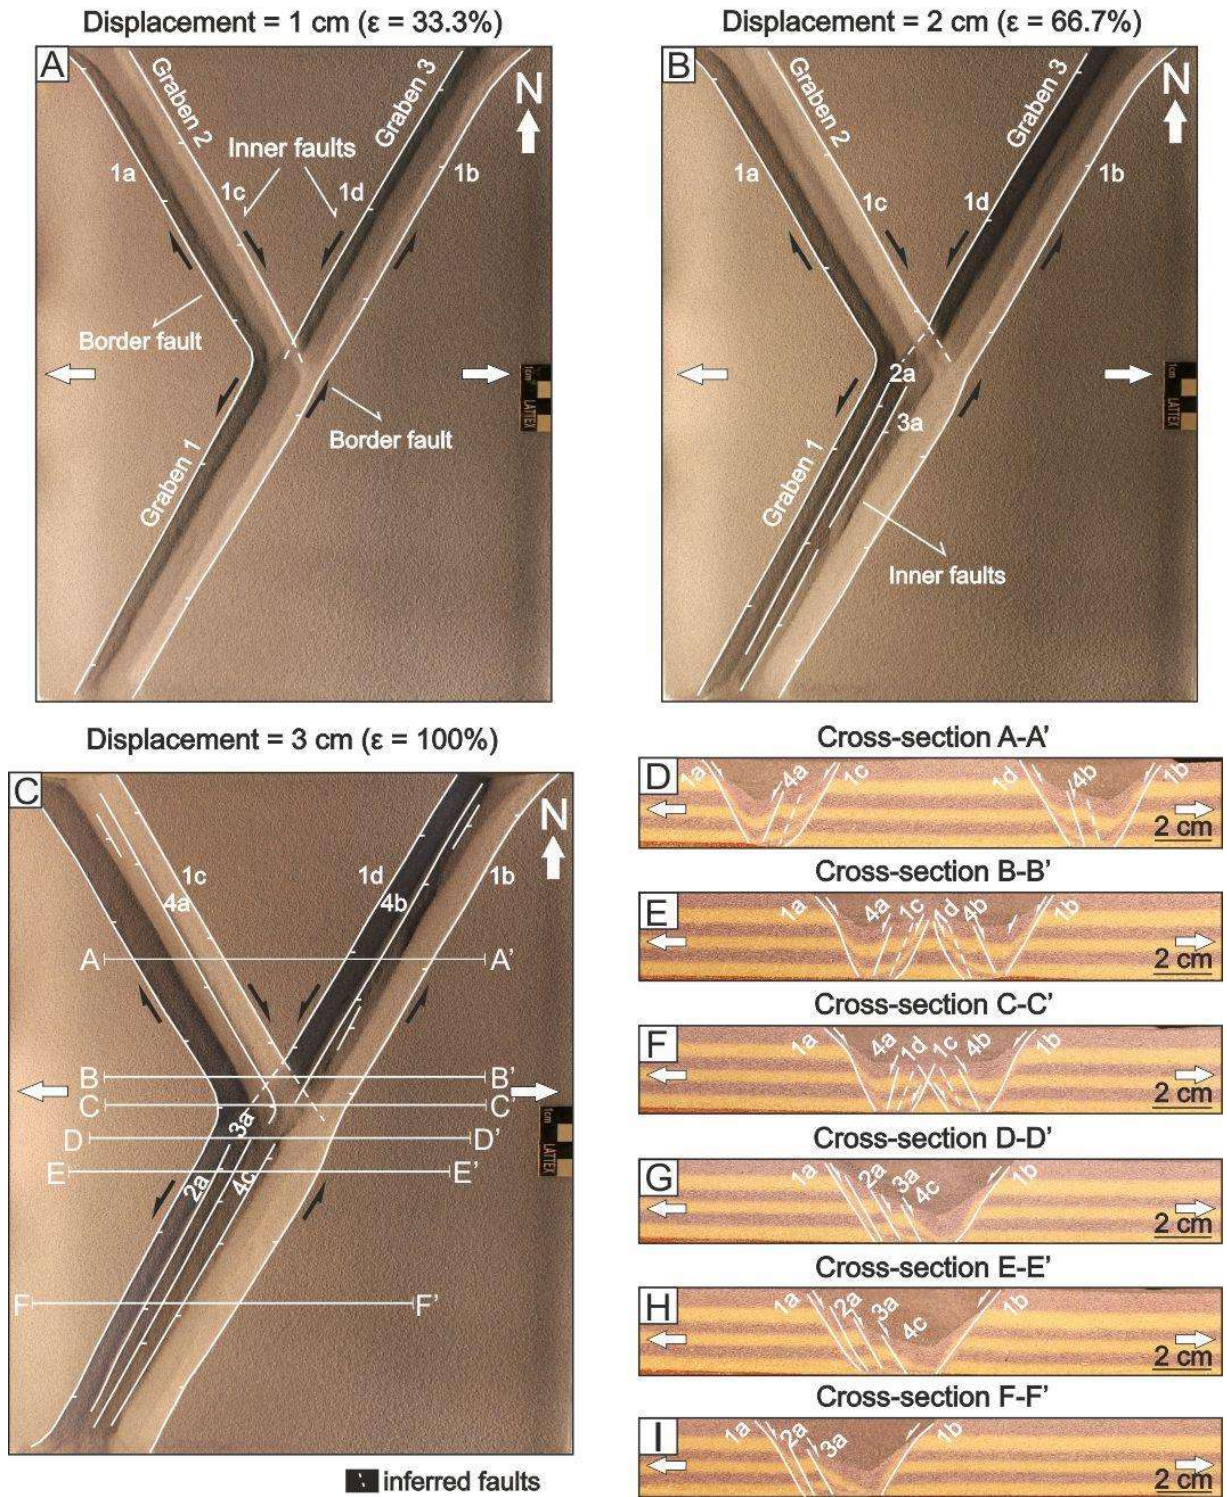 Displacement = 1 cm (ε = 33.3%)
A
Graben 2
Graben 3
N
Inner faults
1a
1c
1d
1b
Border fault
Border fault
Graben 1
1cm
LATTEX
Displacement = 2 cm (ε = 66.7%)
B
Graben 2
Graben 3
N
1a
1c
1d
1b
2a
3a
Graben 1
Inner faults
1cm
LATTEX
Displacement = 3 cm (ε = 100%)
C
N
1c
4a
1d
4b
1b
A
A'
B
B'
C
C'
3a
D
D'
E
E'
2a
4c
F
F'
1cm
LATTEX
inferred faults
Cross-section A-A'
D
1a
4a
1c
1d
4b
1b
2 cm
Cross-section B-B'
E
1a
4a
1c
1d
4b
1b
2 cm
Cross-section C-C'
F
1a
4a
1d
1c
4b
1b
2 cm
Cross-section D-D'
G
1a
2a
3a
4c
1b
2 cm
Cross-section E-E'
H
1a
2a
3a
4c
1b
2 cm
Cross-section F-F'
I
1a
2a
3a
1b
2 cm